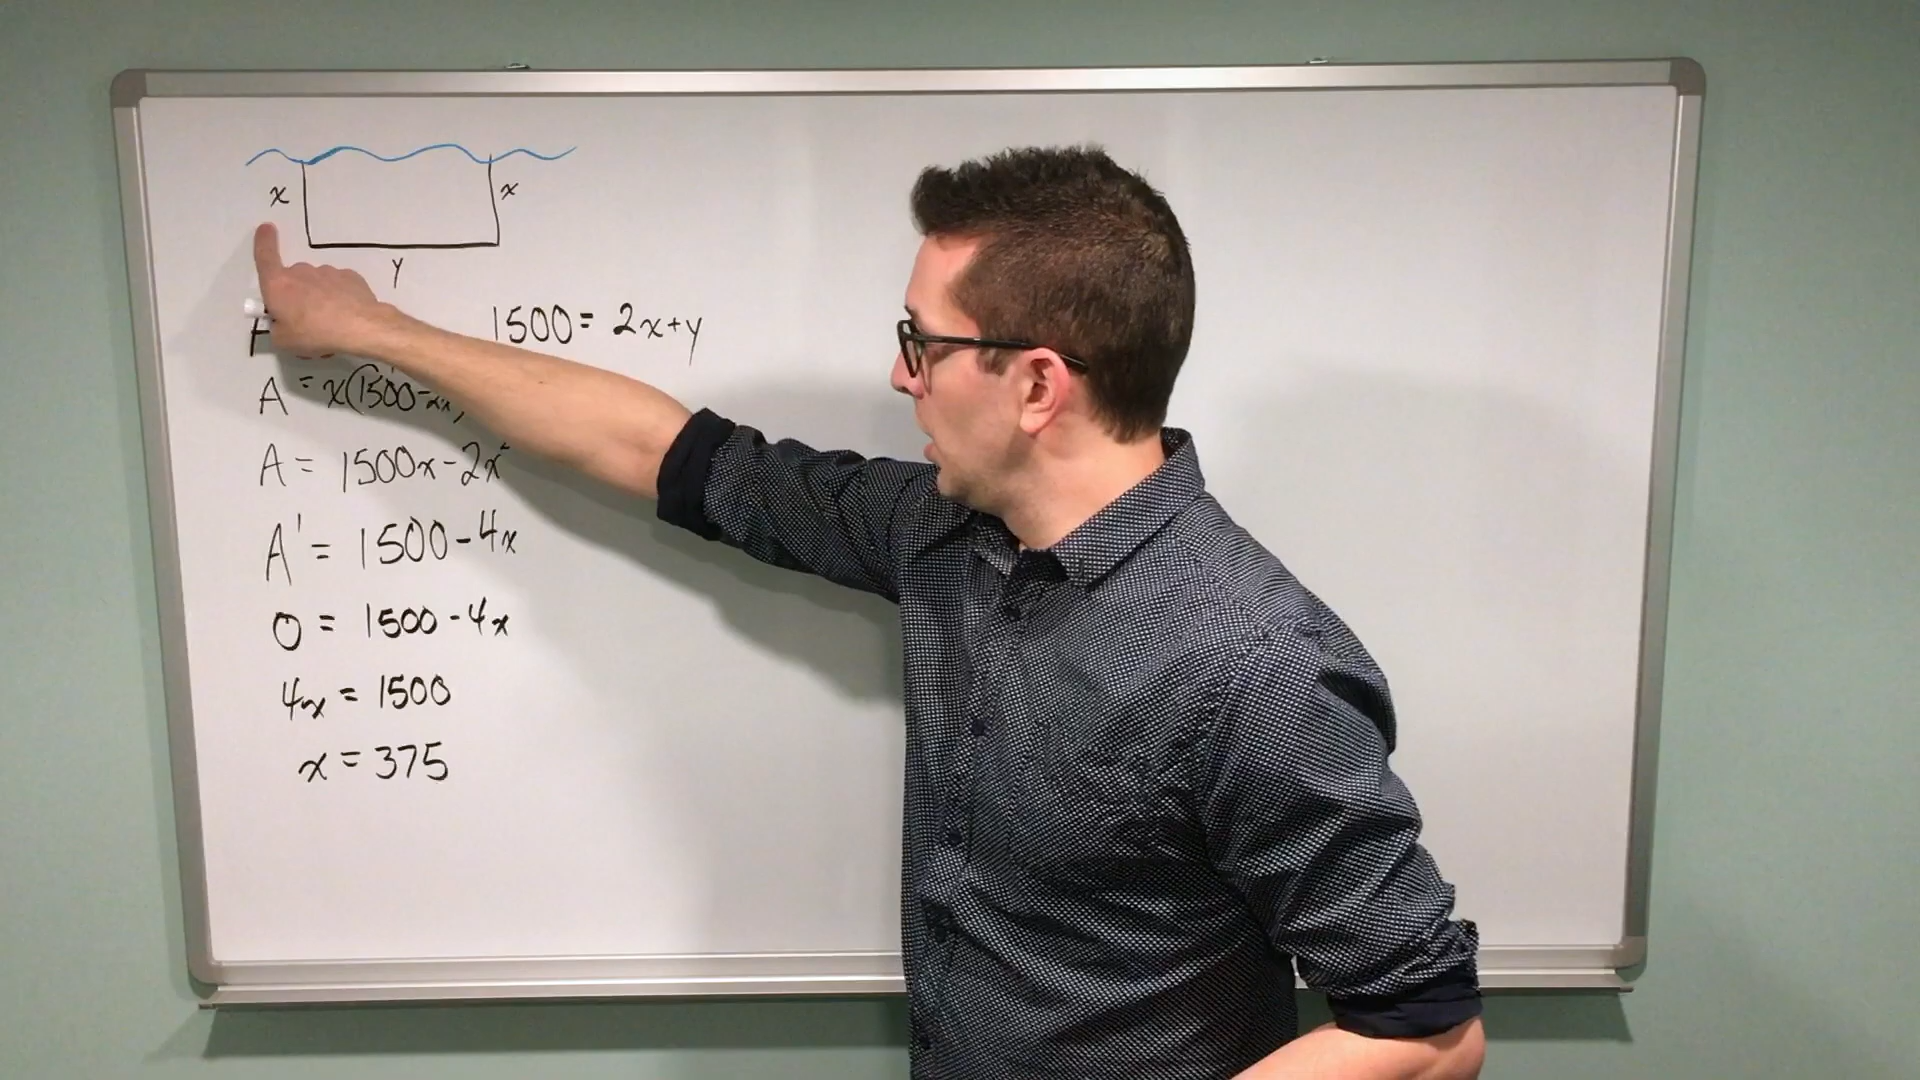 x x
y
1500 = 2x+y
A = x(1500-2x
A = 1500x-2x²
A' = 1500-4x
0 = 1500-4x
4x = 1500
x = 375